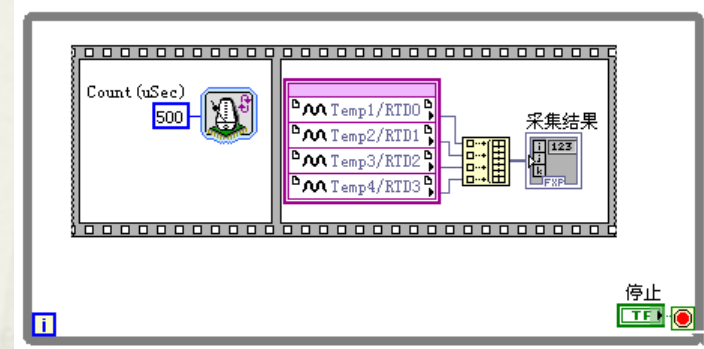 Count(uSec)
500
Temp1/RTD0
Temp2/RTD1
Temp3/RTD2
Temp4/RTD3
采集结果
i
123
j
k
FXP
停止
TF
i